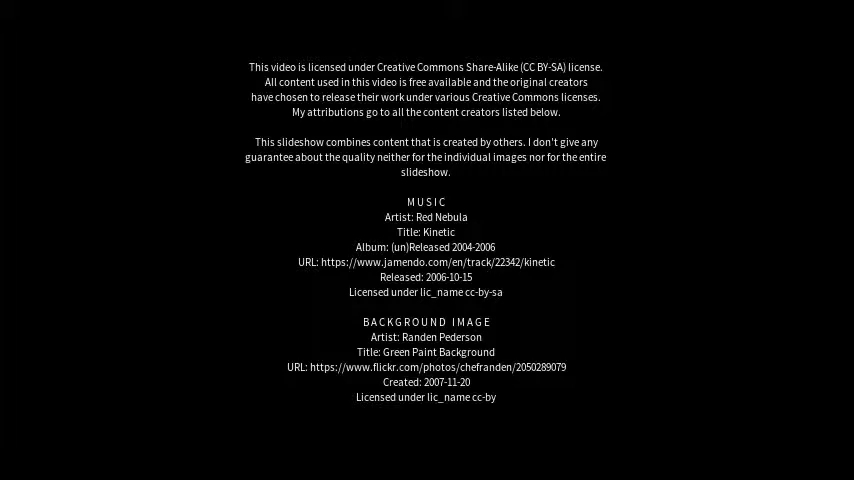 This video is licensed under Creative Commons Share-Alike (CC BY-SA) license.
All content used in this video is free available and the original creators
have chosen to release their work under various Creative Commons licenses.
My attributions go to all the content creators listed below.
This slideshow combines content that is created by others. I don't give any
guarantee about the quality neither for the individual images nor for the entire
slideshow.
MUSIC
Artist: Red Nebula
Title: Kinetic
Album: (un)Released 2004-2006
URL: https://www.jamendo.com/en/track/22342/kinetic
Released: 2006-10-15
Licensed under lic_name cc-by-sa
BACKGROUND IMAGE
Artist: Randen Pederson
Title: Green Paint Background
URL: https://www.flickr.com/photos/chefranden/2050289079
Created: 2007-11-20
Licensed under lic_name cc-by